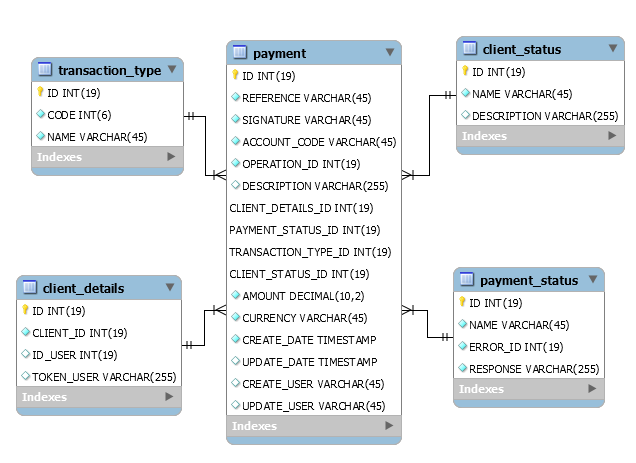 transaction_type
ID INT(19)
CODE INT(6)
NAME VARCHAR(45)
Indexes
client_details
ID INT(19)
CLIENT_ID INT(19)
ID_USER INT(19)
TOKEN_USER VARCHAR(255)
Indexes
payment
ID INT(19)
REFERENCE VARCHAR(45)
SIGNATURE VARCHAR(45)
ACCOUNT_CODE VARCHAR(45)
OPERATION_ID INT(19)
DESCRIPTION VARCHAR(255)
CLIENT_DETAILS_ID INT(19)
PAYMENT_STATUS_ID INT(19)
TRANSACTION_TYPE_ID INT(19)
CLIENT_STATUS_ID INT(19)
AMOUNT DECIMAL(10,2)
CURRENCY VARCHAR(45)
CREATE_DATE TIMESTAMP
UPDATE_DATE TIMESTAMP
CREATE_USER VARCHAR(45)
UPDATE_USER VARCHAR(45)
Indexes
client_status
ID INT(19)
NAME VARCHAR(45)
DESCRIPTION VARCHAR(255)
Indexes
payment_status
ID INT(19)
NAME VARCHAR(45)
ERROR_ID INT(19)
RESPONSE VARCHAR(255)
Indexes